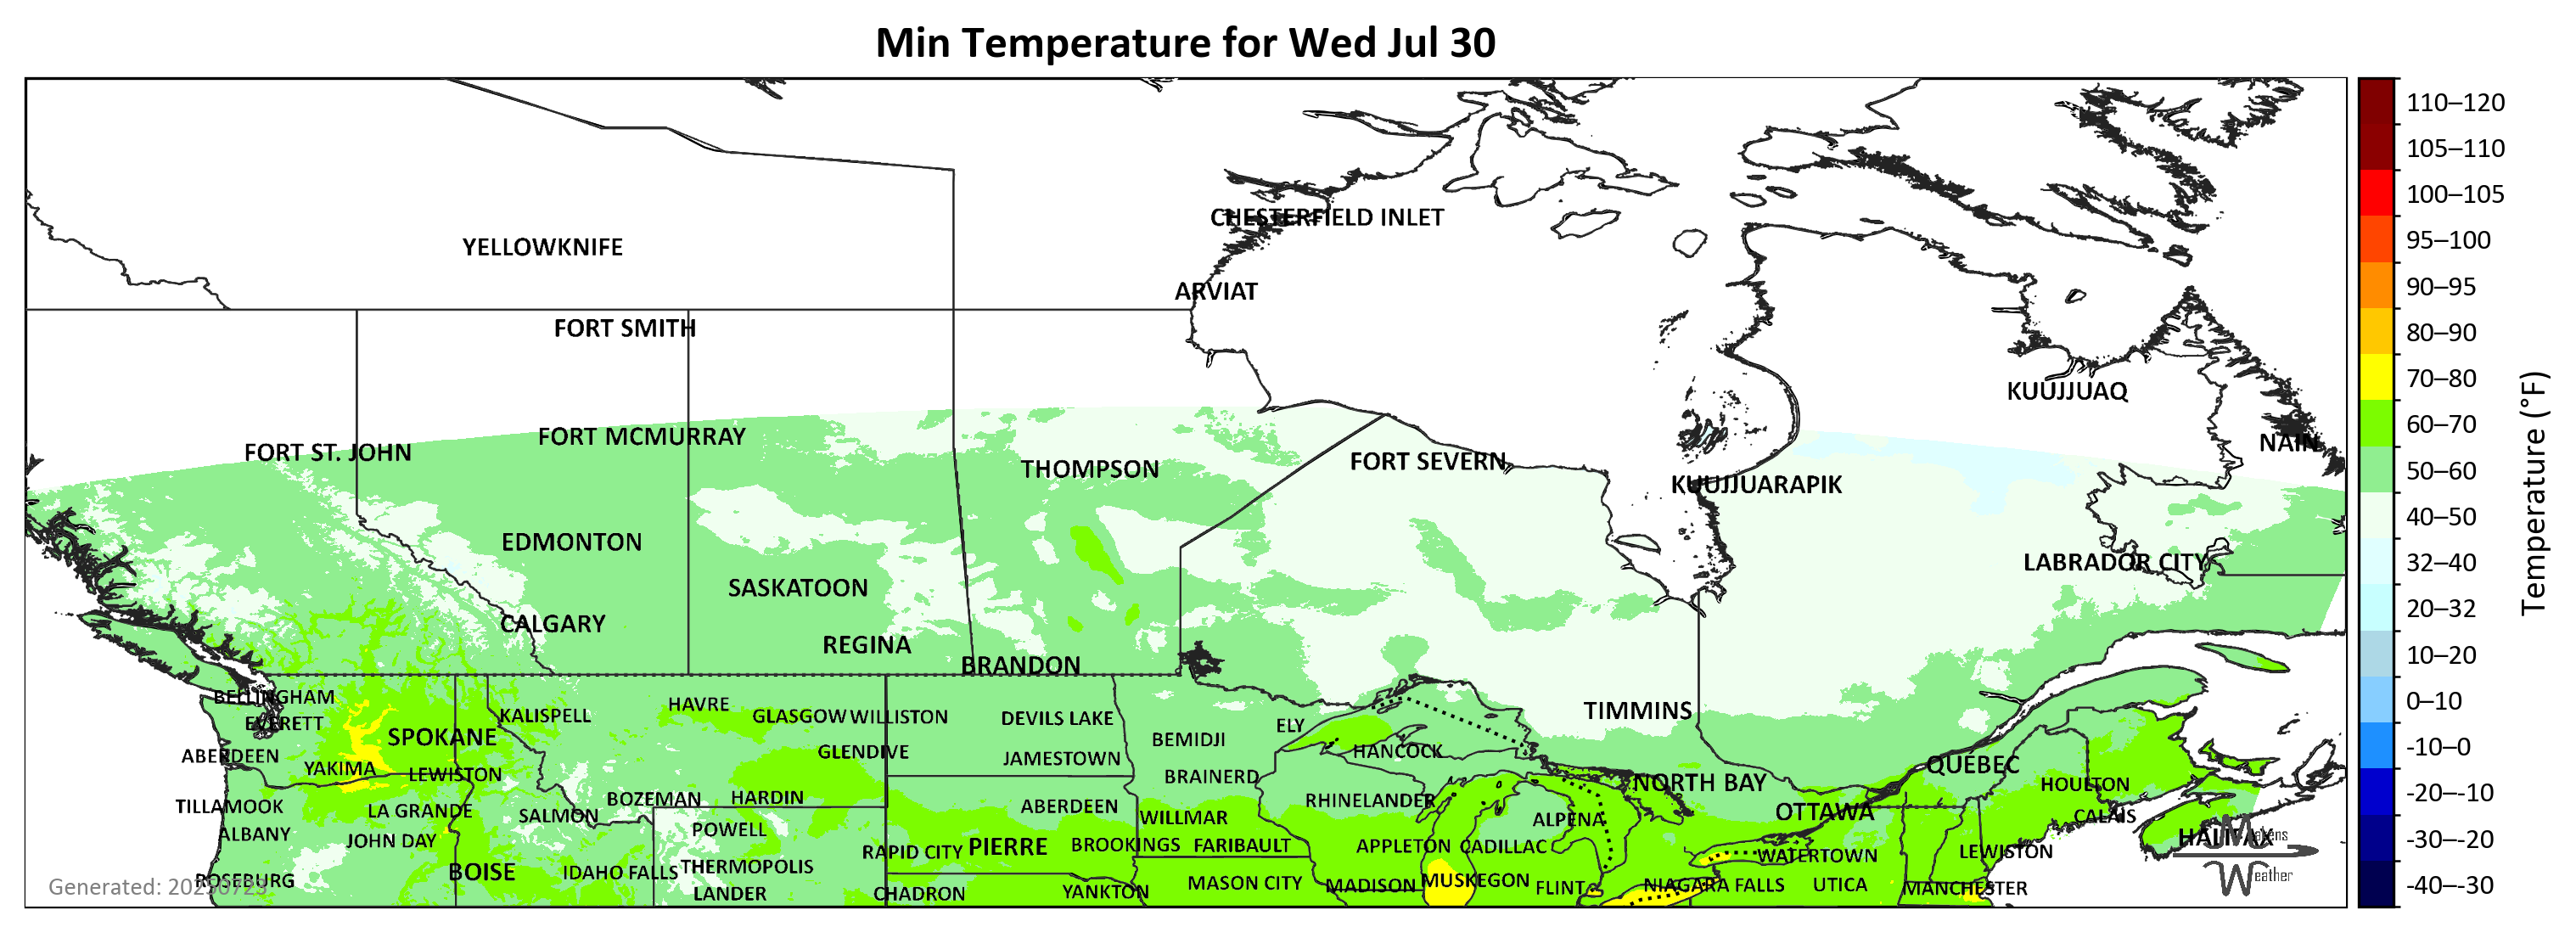 Min Temperature for Wed Jul 30
110–120
105–110
100–105
95–100
90–95
80–90
70–80
60–70
50–60
40–50
32–40
20–32
10–20
0–10
-10–0
-20–-10
-30–-20
-40–-30
Temperature (°F)
CHESTERFIELD INLET
YELLOWKNIFE
ARVIAT
FORT SMITH
KUUJJUAQ
FORT MCMURRAY
NAIN
FORT ST. JOHN
FORT SEVERN
THOMPSON
KUUJJUARAPIK
EDMONTON
LABRADOR CITY
SASKATOON
CALGARY
REGINA
BRANDON
BELLINGHAM
HAVRE
TIMMINS
KALISPELL
GLASGOW
WILLISTON
DEVILS LAKE
EVERETT
ELY
SPOKANE
BEMIDJI
GLENDIVE
HANCOCK
ABERDEEN
JAMESTOWN
QUÉBEC
YAKIMA
LEWISTON
BRAINERD
NORTH BAY
HOULTON
BOZEMAN
HARDIN
RHINELANDER
TILLAMOOK
ABERDEEN
LA GRANDE
OTTAWA
SALMON
WILLMAR
CALAIS
ALPENA
POWELL
ALBANY
HALIFAX
JOHN DAY
BROOKINGS
FARIBAULT
APPLETON
CADILLAC
PIERRE
RAPID CITY
LEWISTON
WATERTOWN
THERMOPOLIS
BOISE
IDAHO FALLS
ROSEBURG
MUSKEGON
MASON CITY
MADISON
NIAGARA FALLS
UTICA
FLINT
MANCHESTER
YANKTON
LANDER
CHADRON
Generated: 20250723
Makens
Weather